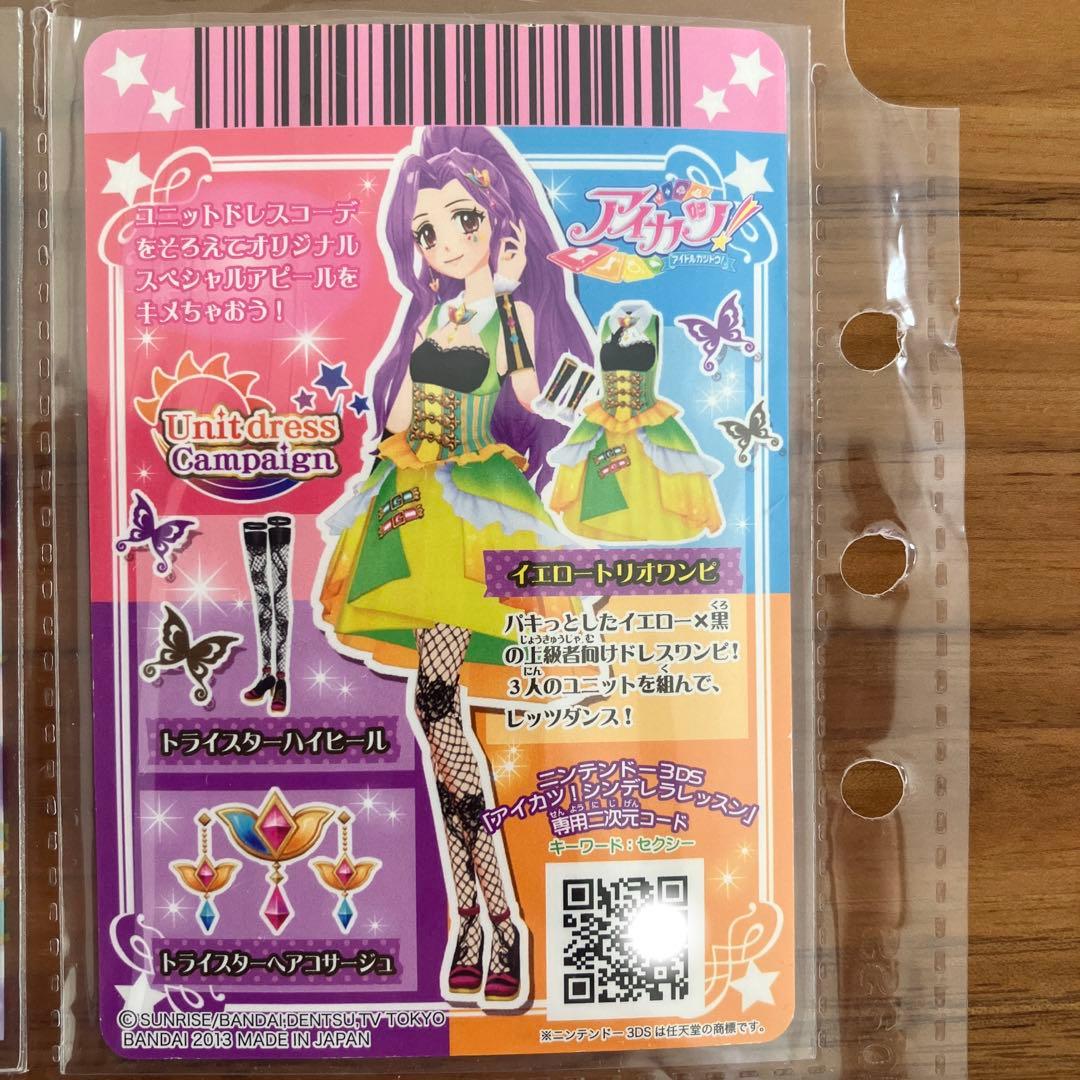 ユニットドレスコーデ
をそろえてオリジナル
スペシャルアピールを
キメちゃおう！
アイカツ！
アイドルカツドウ！
Unit dress
Campaign
イエロートリオワンピ
パキっとしたイエロー×黒
の上級者向けドレスワンピ！
3人のユニットを組んで、
レッツダンス！
トライスターハイヒール
ニンテンドー3DS
「アイカツ！シンデレラレッスン」
専用二次元コード
キーワード：セクシー
トライスターヘアコサージュ
©SUNRISE/BANDAI,DENTSU,TV TOKYO
BANDAI 2013 MADE IN JAPAN
※ニンテンドー3DSは任天堂の商標です。